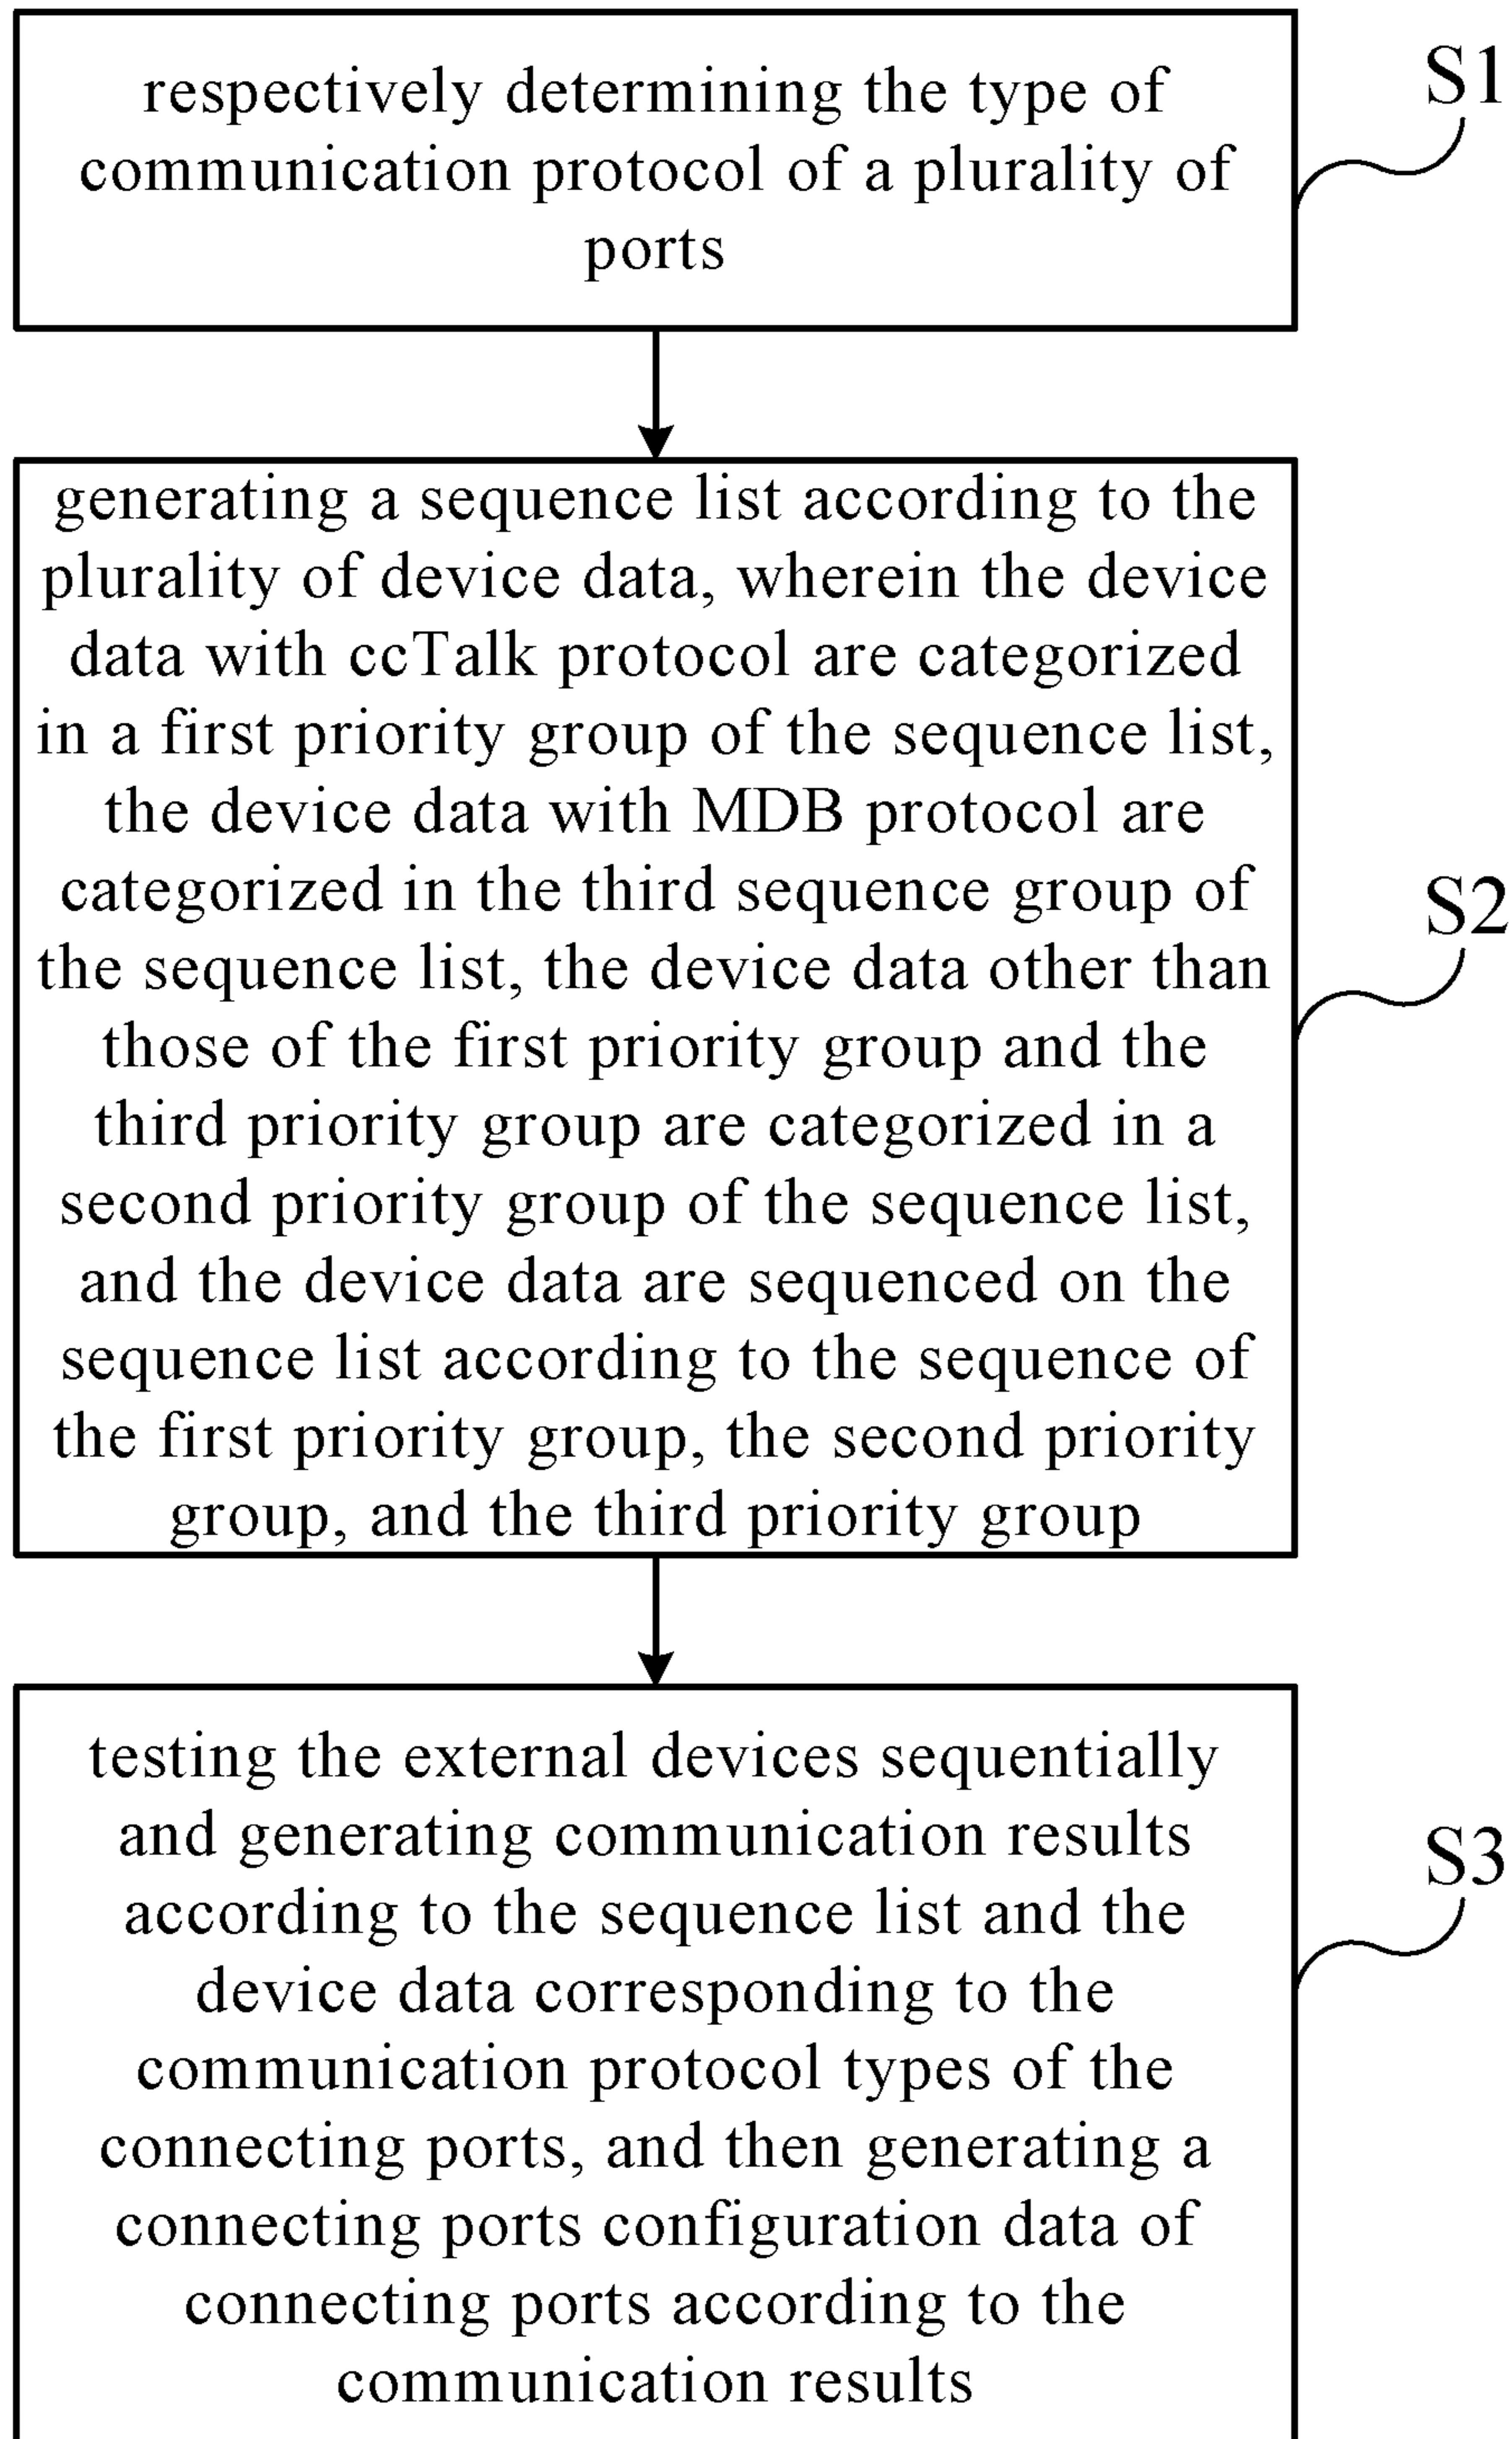 respectively determining the type of
communication protocol of a plurality of
ports
S1
generating a sequence list according to the
plurality of device data, wherein the device
data with ccTalk protocol are categorized
in a first priority group of the sequence list,
the device data with MDB protocol are
categorized in the third sequence group of
the sequence list, the device data other than
those of the first priority group and the
third priority group are categorized in a
second priority group of the sequence list,
and the device data are sequenced on the
sequence list according to the sequence of
the first priority group, the second priority
group, and the third priority group
S2
testing the external devices sequentially
and generating communication results
according to the sequence list and the
device data corresponding to the
communication protocol types of the
connecting ports, and then generating a
connecting ports configuration data of
connecting ports according to the
communication results
S3